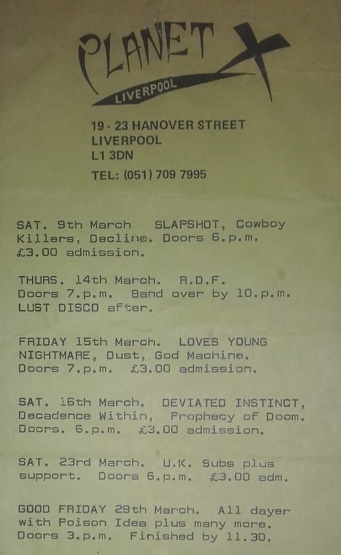 PLANET X
LIVERPOOL
19 - 23 HANOVER STREET
LIVERPOOL
L1 3DN
TEL: (051) 709 7995
SAT. 9th March   SLAPSHOT, Cowboy
Killers, Decline. Doors 6.p.m.
£3.00 admission.
THURS. 14th March.  R.D.F.
Doors 7.p.m.  Band over by 10.p.m.
LUST DISCO after.
FRIDAY 15th March.  LOVES YOUNG
NIGHTMARE, Dust, God Machine.
Doors 7.p.m.  £3.00 admission.
SAT. 16th March.  DEVIATED INSTINCT,
Decadence Within,  Prophecy of Doom.
Doors. 6.p.m.  £3.00 admission.
SAT. 23rd March.  U.K. Subs plus
support.  Doors 6.p.m.  £3.00 adm.
GOOD FRIDAY 29th March.  All dayer
with Poison Idea plus many more.
Doors 3.p.m.  Finished by 11.30.